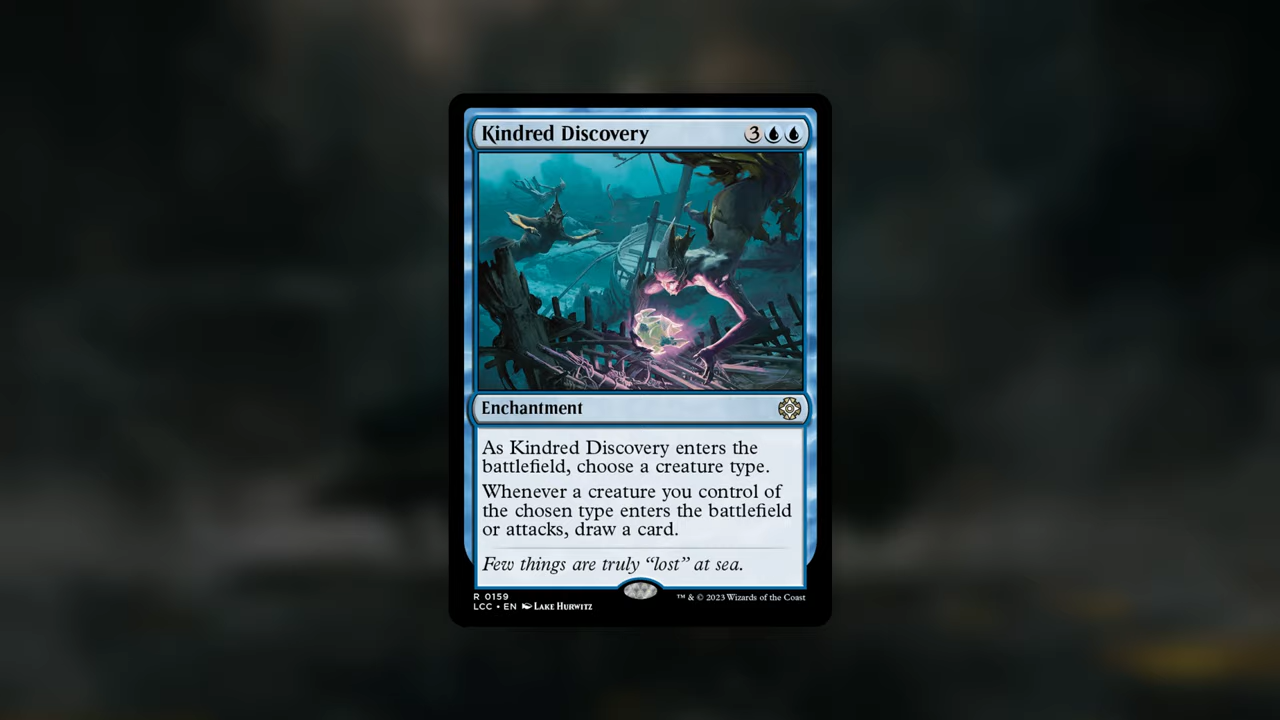 Kindred Discovery 3
Enchantment
As Kindred Discovery enters the
battlefield, choose a creature type.
Whenever a creature you control of
the chosen type enters the battlefield
or attacks, draw a card.
Few things are truly “lost” at sea.
R 0159
LCC • EN Lake Hurwitz
™ & © 2023 Wizards of the Coast